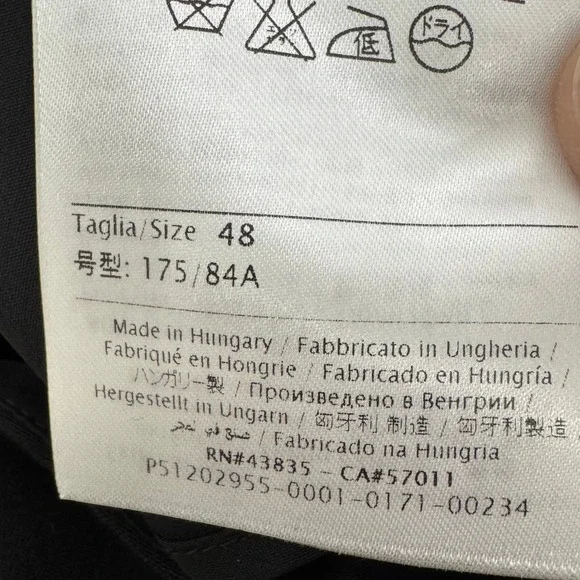 低 ドライ
Taglia/Size 48
号型: 175/84A
Made in Hungary / Fabbricato in Ungheria /
Fabriqué en Hongrie / Fabricado en Hungría /
ハンガリー製 / Произведено в Венгрии /
Hergestellt in Ungarn / 匈牙利 制造 / 匈牙利製造
/ Fabricado na Hungria
RN#43835 - CA#57011
P51202955-0001-0171-00234